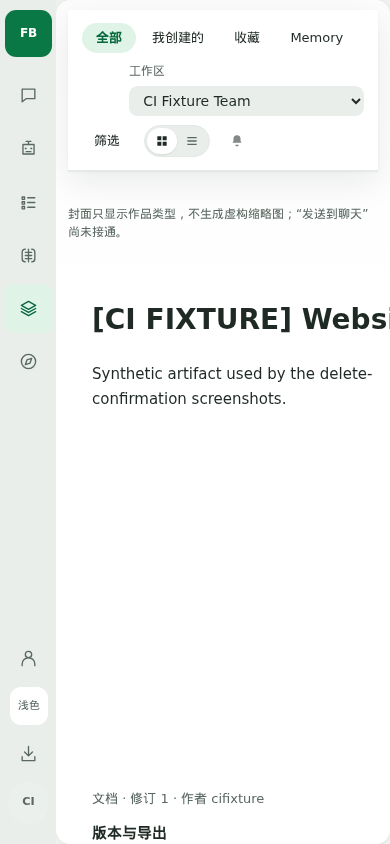 FB
全部 我创建的 收藏 Memory
工作区
CI Fixture Team
筛选
封面只显示作品类型，不生成虚构缩略图；“发送到聊天”
尚未接通。
[CI FIXTURE] Websi
Synthetic artifact used by the delete-
confirmation screenshots.
浅色
CI
文档 · 修订 1 · 作者 cifixture
版本与导出